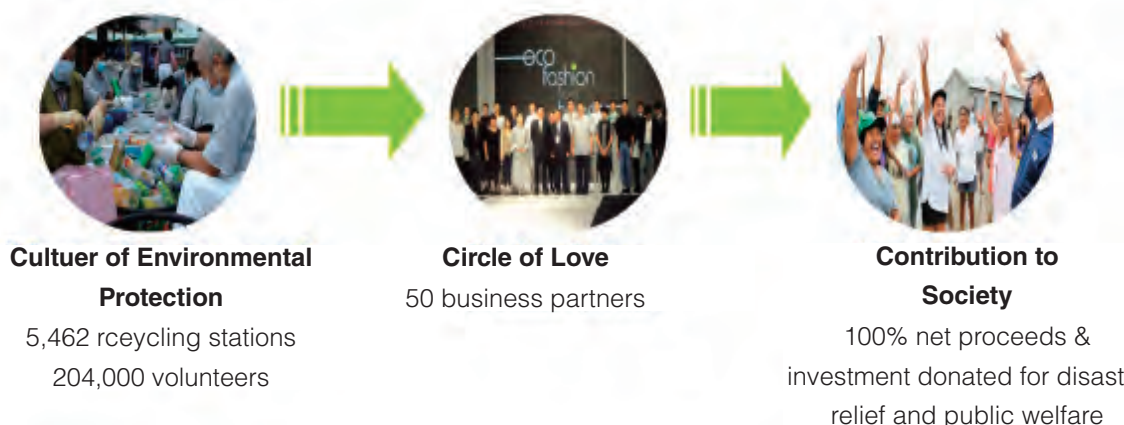 eco
fashion
Cultuer of Environmental
Protection
5,462 rceycling stations
204,000 volunteers
Circle of Love
50 business partners
Contribution to
Society
100% net proceeds &
investment donated for disast
relief and public welfare